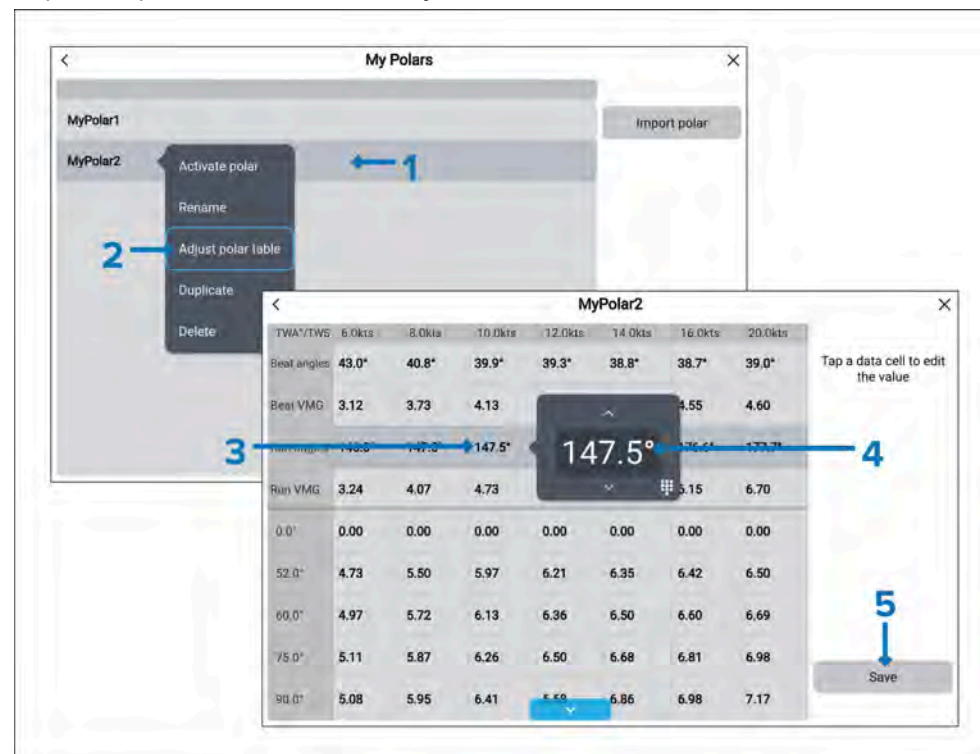 My Polars
MyPolar1
Import polar
MyPolar2
Activate polar
1
Rename
2
Adjust polar table
Duplicate
Delete
MyPolar2
TWA°/TWS 6.0kts 8.0kts 10.0kts 12.0kts 14.0kts 16.0kts 20.0kts
Beat angles 43.0° 40.8° 39.9° 39.3° 38.8° 38.7° 39.0°
Tap a data cell to edit
the value
Beat VMG 3.12 3.73 4.13 4.55 4.60
3
147.5°
147.5°
4
Run VMG 3.24 4.07 4.73 5.15 6.70
0.0° 0.00 0.00 0.00 0.00 0.00 0.00 0.00
52.0° 4.73 5.50 5.97 6.21 6.35 6.42 6.50
60.0° 4.97 5.72 6.13 6.36 6.50 6.60 6.69
5
75.0° 5.11 5.87 6.26 6.50 6.68 6.81 6.98
Save
90.0° 5.08 5.95 6.41 6.86 6.98 7.17